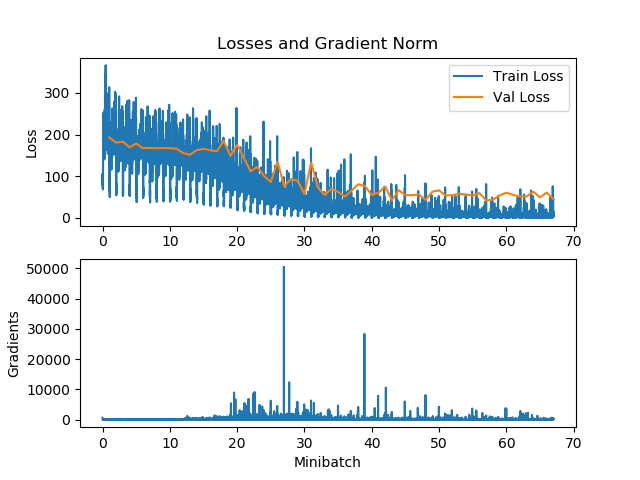 Losses and Gradient Norm
Train Loss
Val Loss
Loss
300
200
100
0
0 10 20 30 40 50 60 70
Gradients
50000
40000
30000
20000
10000
0
0 10 20 30 40 50 60 70
Minibatch